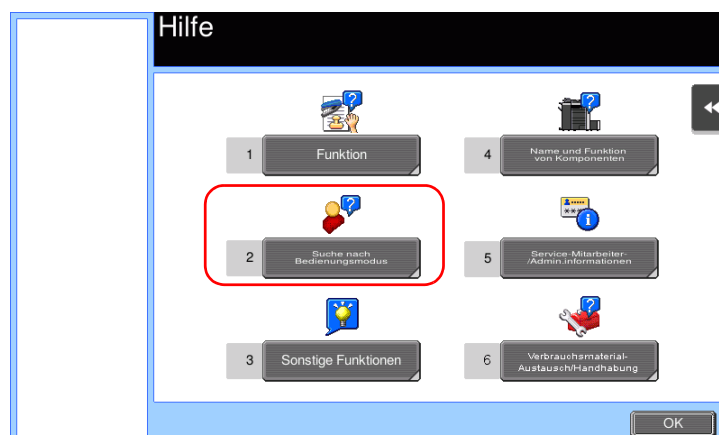 Hilfe
1 Funktion
4 Name und Funktion
von Komponenten
2 Suche nach
Bedienungsmodus
5 Service-Mitarbeiter-
/Admin.informationen
3 Sonstige Funktionen
6 Verbrauchsmaterial-
Austausch/Handhabung
OK